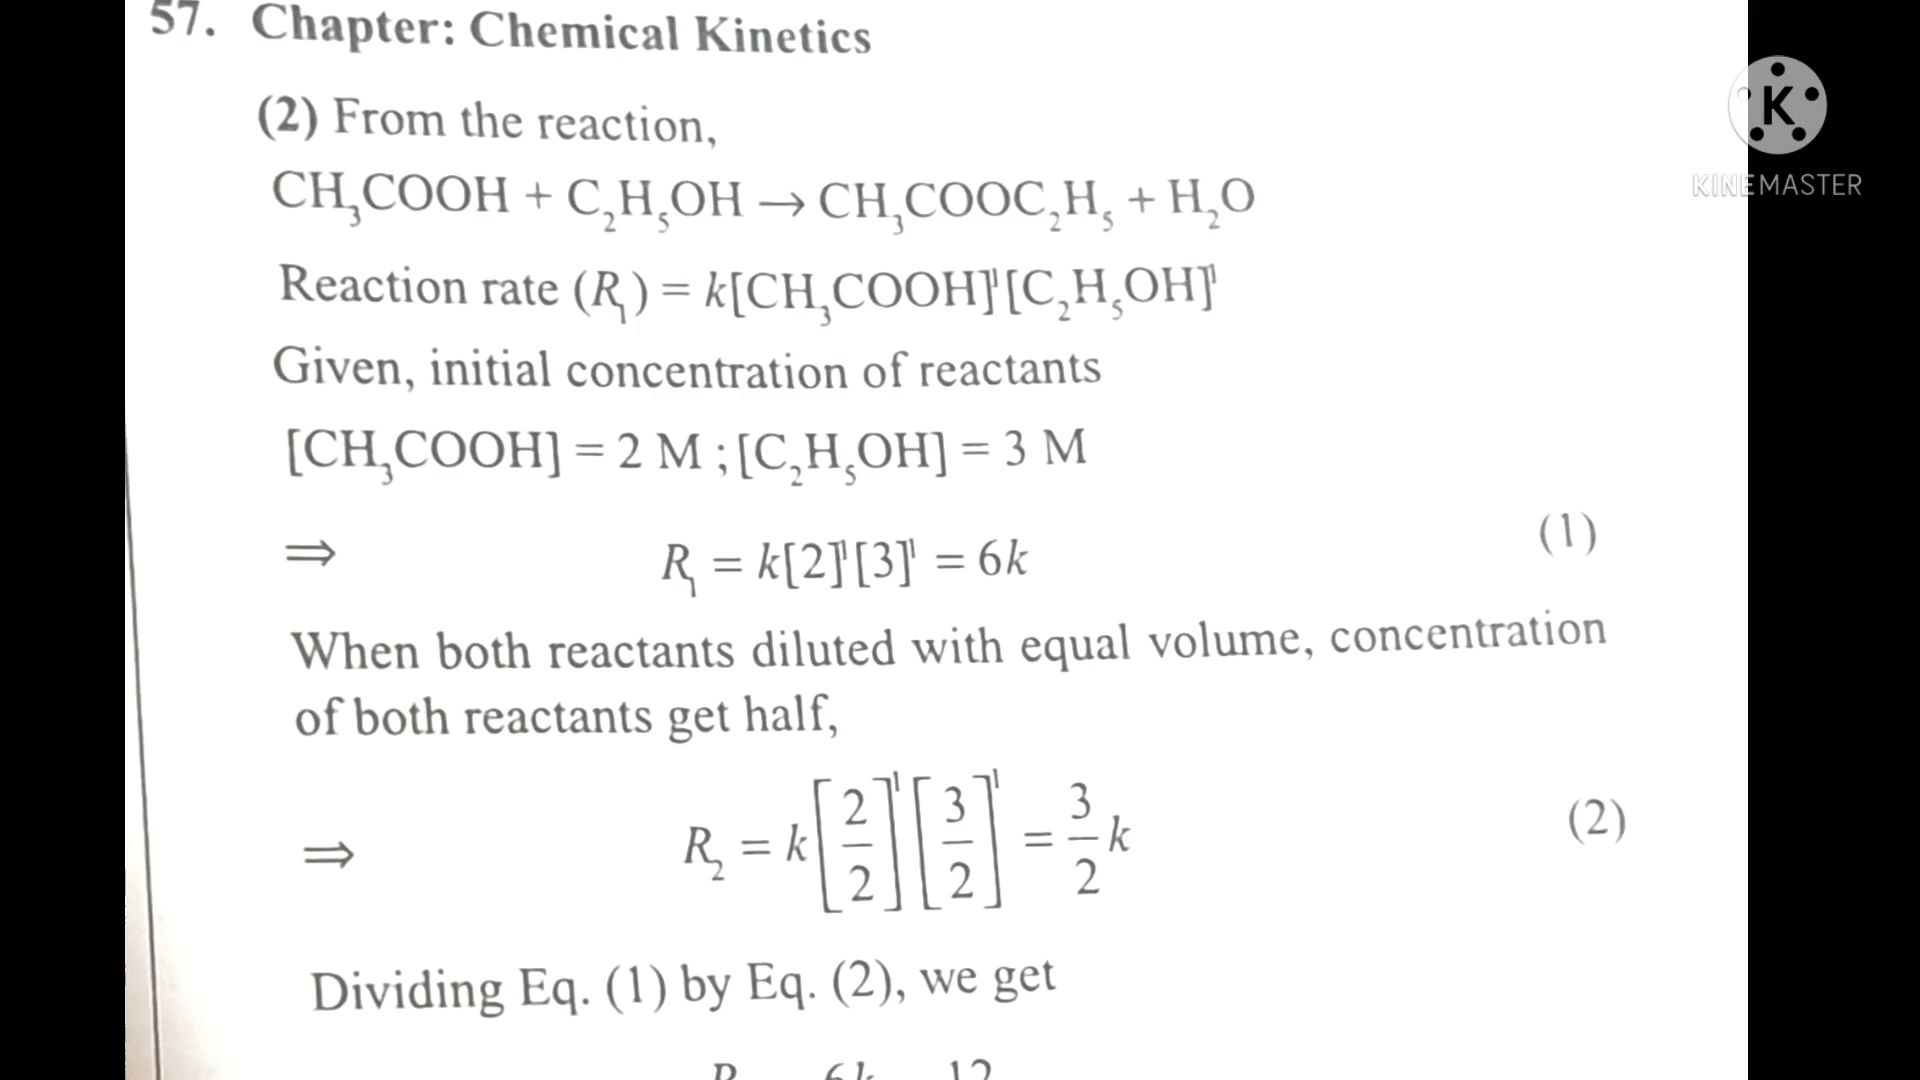 57. Chapter: Chemical Kinetics
(2) From the reaction,
CH₃COOH + C₂H₅OH → CH₃COOC₂H₅ + H₂O
Reaction rate (R₁) = k[CH₃COOH]¹[C₂H₅OH]¹
Given, initial concentration of reactants
[CH₃COOH] = 2 M ; [C₂H₅OH] = 3 M
⇒ R₁ = k[2]¹[3]¹ = 6k (1)
When both reactants diluted with equal volume, concentration
of both reactants get half,
⇒ R₂ = k[2/2]¹[3/2]¹ = 3/2 k (2)
Dividing Eq. (1) by Eq. (2), we get
K
KINEMASTER